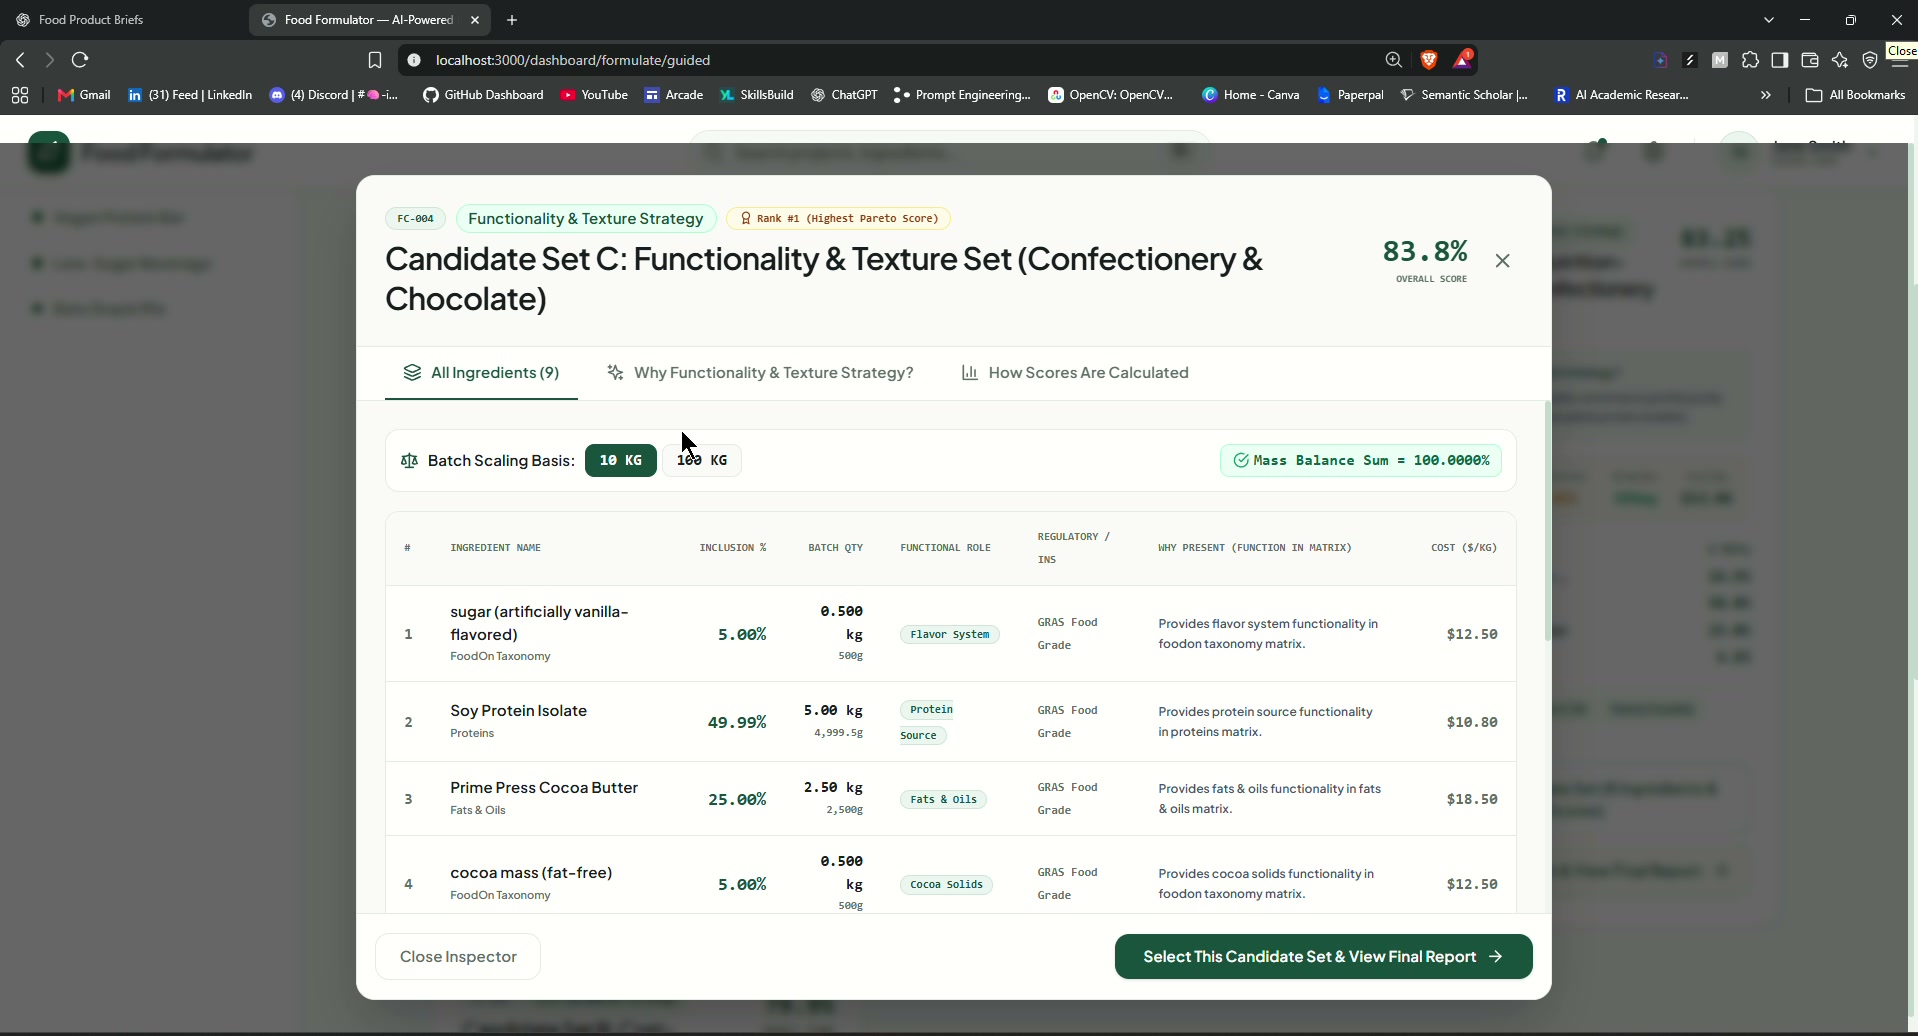 Food Product Briefs
Food Formulator — AI-Powered
localhost:3000/dashboard/formulate/guided
1
Close
Gmail
(31) Feed | LinkedIn
(4) Discord | #🧠-i...
GitHub Dashboard
YouTube
Arcade
SkillsBuild
ChatGPT
Prompt Engineering...
OpenCV: OpenCV...
Home - Canva
Paperpal
Semantic Scholar |...
AI Academic Resear...
»
All Bookmarks
FoodFormulator
FC-004
Functionality & Texture Strategy
Rank #1 (Highest Pareto Score)
Candidate Set C: Functionality & Texture Set (Confectionery &
Chocolate)
83.8%
OVERALL SCORE
All Ingredients (9)
Why Functionality & Texture Strategy?
How Scores Are Calculated
Batch Scaling Basis:
10 KG
100 KG
Mass Balance Sum = 100.0000%
# INGREDIENT NAME INCLUSION % BATCH QTY FUNCTIONAL ROLE REGULATORY / INS WHY PRESENT (FUNCTION IN MATRIX) COST ($/KG)
1
sugar (artificially vanilla-
flavored)
FoodOn Taxonomy
5.00%
0.500
kg
500g
Flavor System
GRAS Food
Grade
Provides flavor system functionality in
foodon taxonomy matrix.
$12.50
2
Soy Protein Isolate
Proteins
49.99%
5.00 kg
4,999.5g
Protein
Source
GRAS Food
Grade
Provides protein source functionality
in proteins matrix.
$10.80
3
Prime Press Cocoa Butter
Fats & Oils
25.00%
2.50 kg
2,500g
Fats & Oils
GRAS Food
Grade
Provides fats & oils functionality in fats
& oils matrix.
$18.50
4
cocoa mass (fat-free)
FoodOn Taxonomy
5.00%
0.500
kg
500g
Cocoa Solids
GRAS Food
Grade
Provides cocoa solids functionality in
foodon taxonomy matrix.
$12.50
Close Inspector
Select This Candidate Set & View Final Report →